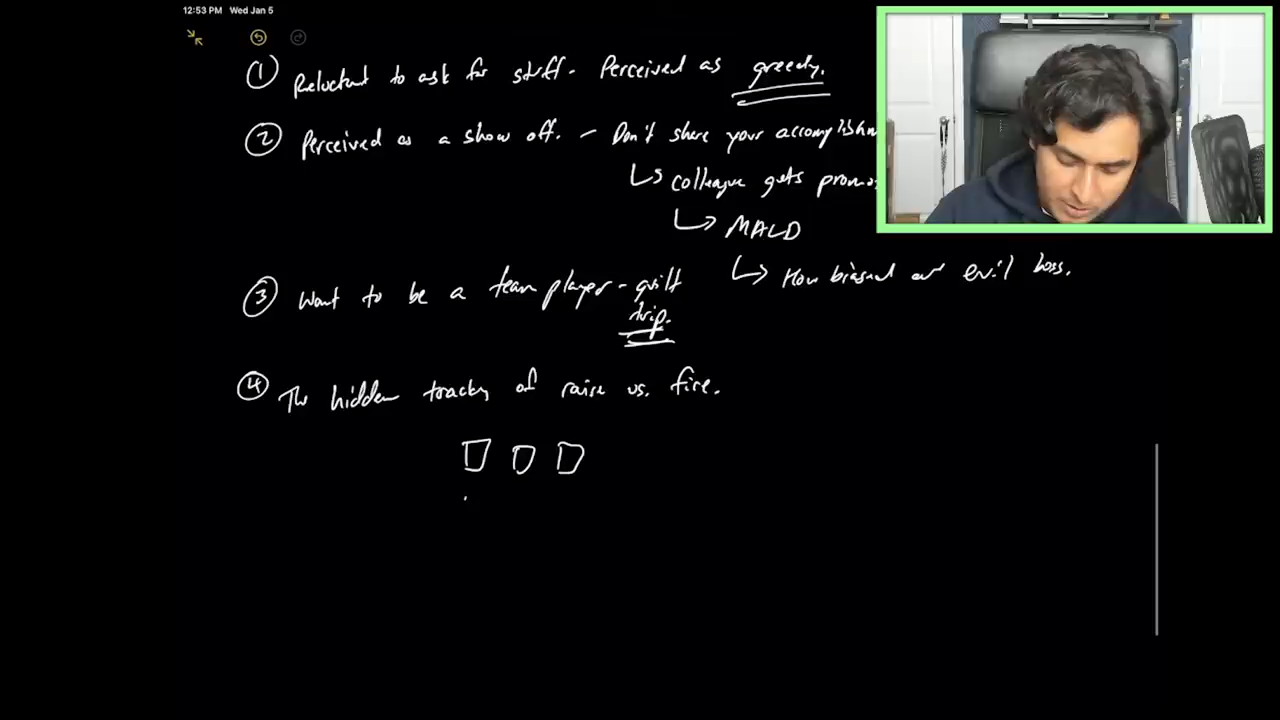 12:53 PM Wed Jan 5
① Reluctant to ask for stuff. Perceived as greedy.
② Perceived as a show off. - Don't share your accomplishm
↳ colleague gets promo
↳ MALD
↳ How biased our evil boss.
③ Want to be a team player - guilt
trip.
④ The hidden tracks of raise vs. fire.